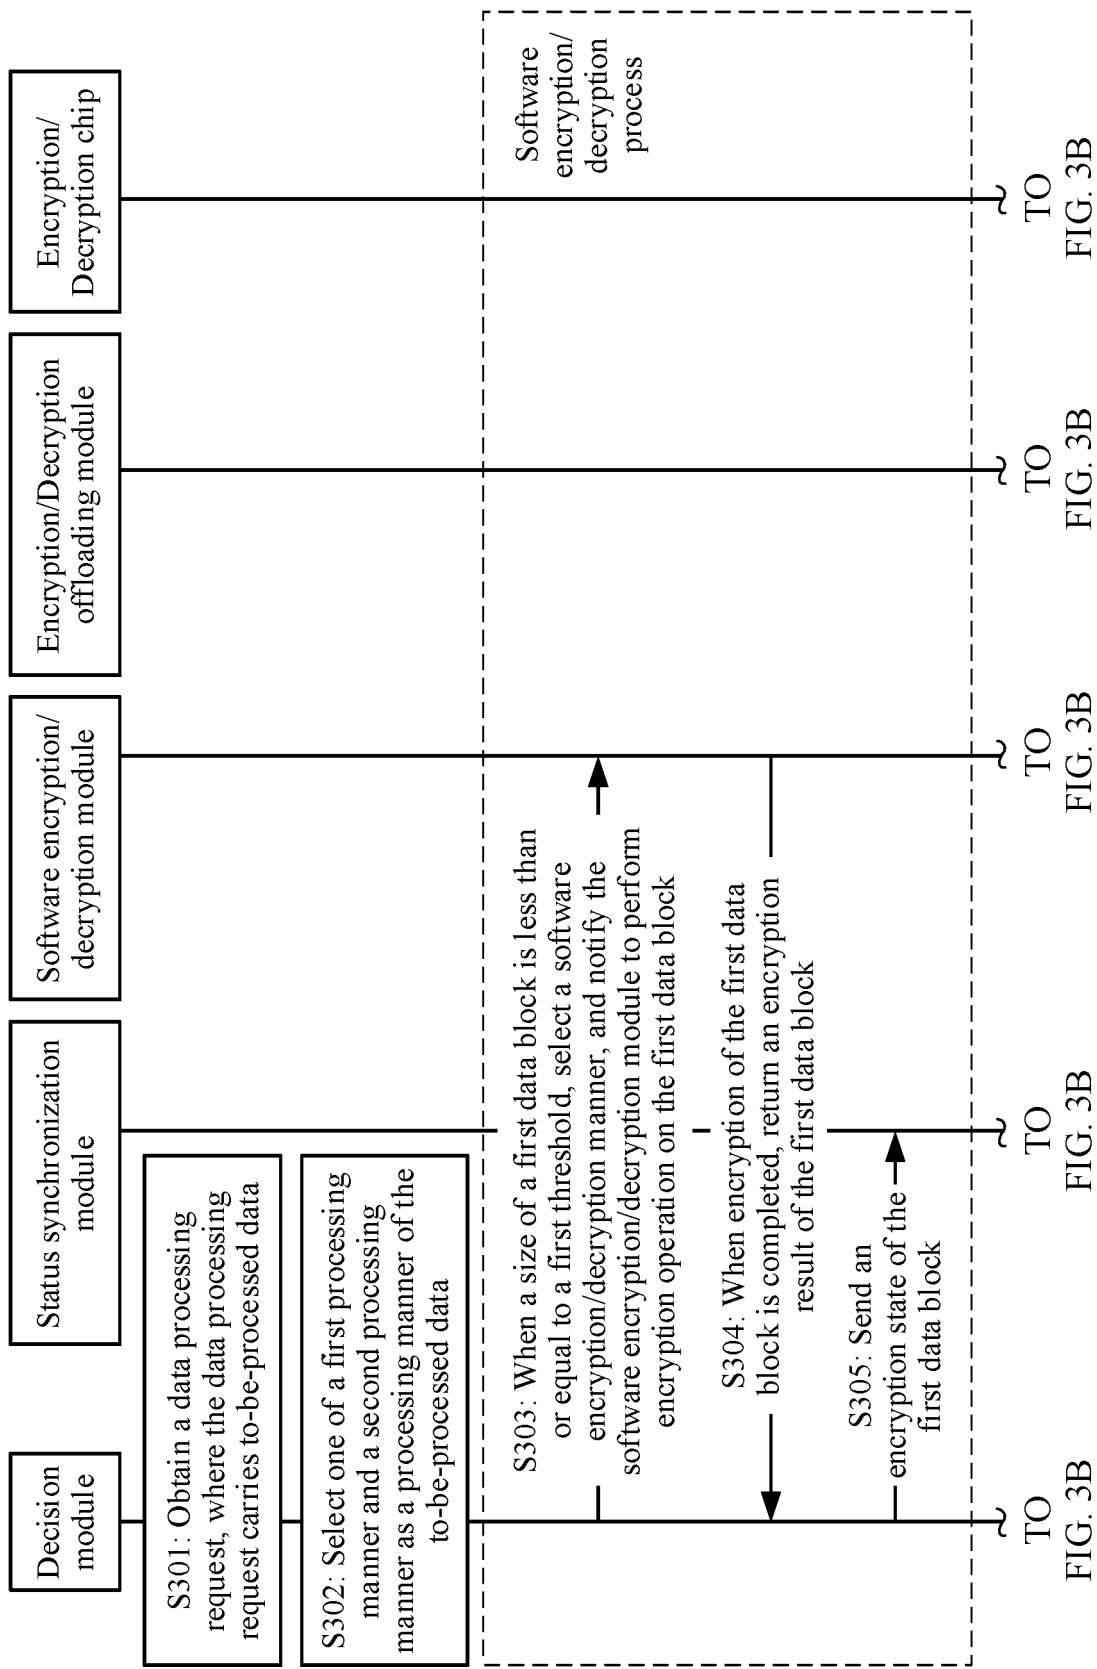 Decision
module
Status synchronization
module
Software encryption/
decryption module
Encryption/Decryption
offloading module
Encryption/
Decryption chip
S301: Obtain a data processing
request, where the data processing
request carries to-be-processed data
S302: Select one of a first processing
manner and a second processing
manner as a processing manner of the
to-be-processed data
Software
encryption/
decryption
process
S303: When a size of a first data block is less than
or equal to a first threshold, select a software
encryption/decryption manner, and notify the
software encryption/decryption module to perform
encryption operation on the first data block
S304: When encryption of the first data
block is completed, return an encryption
result of the first data block
S305: Send an
encryption state of the
first data block
TO
FIG. 3B
TO
FIG. 3B
TO
FIG. 3B
TO
FIG. 3B
TO
FIG. 3B